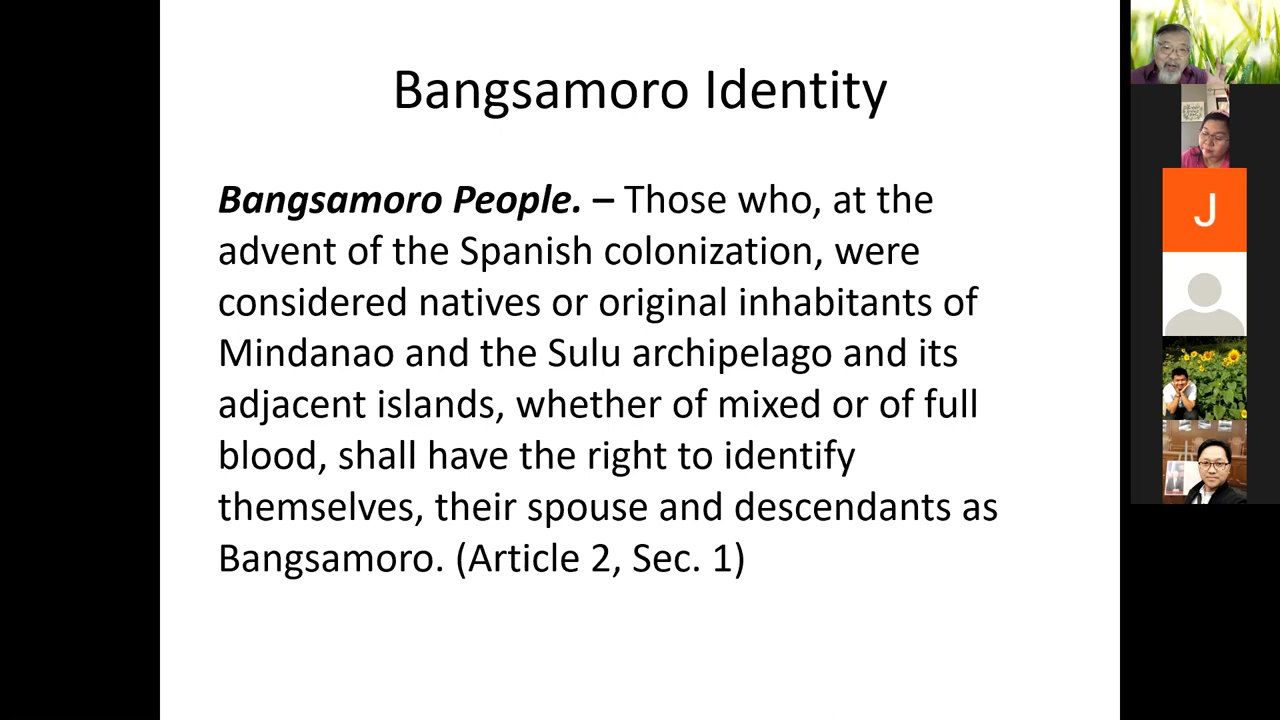 Bangsamoro Identity
Bangsamoro People. – Those who, at the
advent of the Spanish colonization, were
considered natives or original inhabitants of
Mindanao and the Sulu archipelago and its
adjacent islands, whether of mixed or of full
blood, shall have the right to identify
themselves, their spouse and descendants as
Bangsamoro. (Article 2, Sec. 1)
J